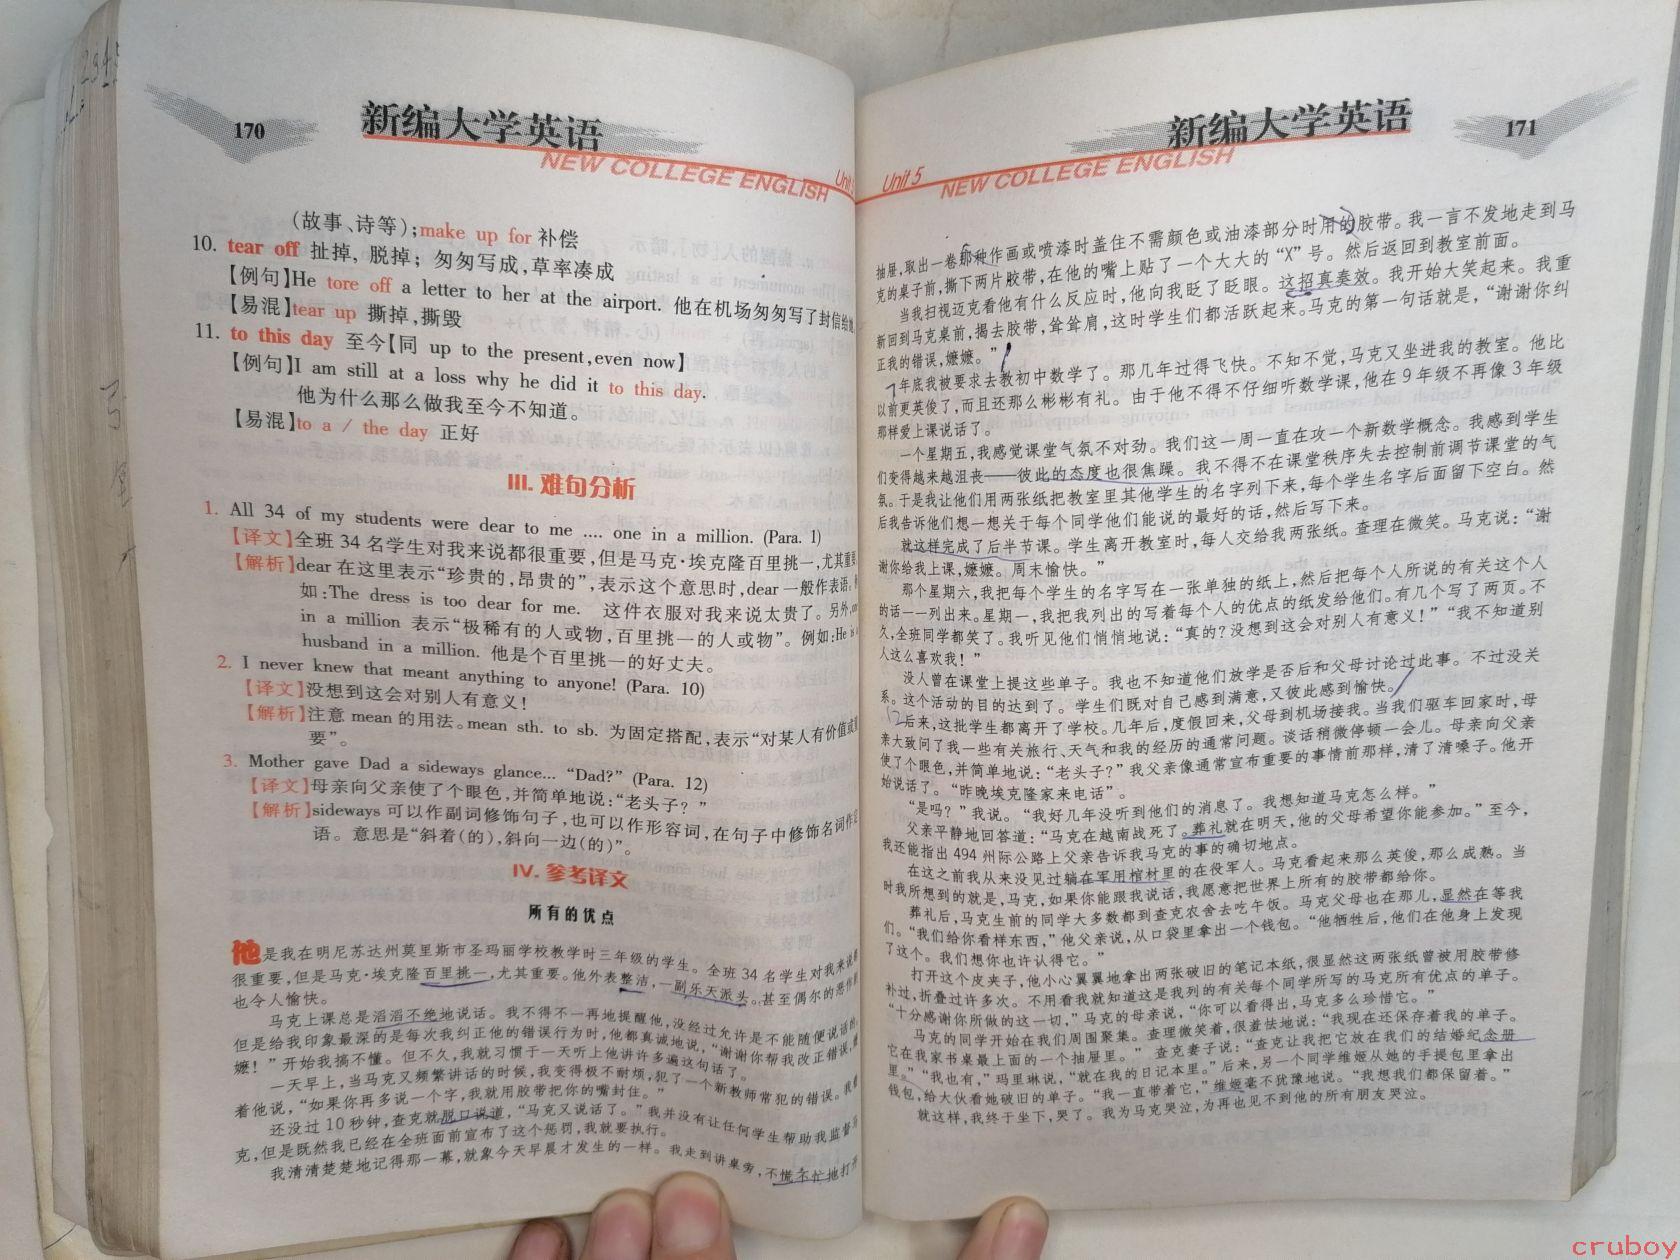 170
新编大学英语
NEW COLLEGE ENGLISH
Unit 5
(故事、诗等);make up for 补偿
10. tear off 扯掉, 脱掉; 匆匆写成,草率凑成
【例句】He tore off a letter to her at the airport. 他在机场匆匆写了封信给她
【易混】tear up 撕掉,撕毁
11. to this day 至今【同 up to the present,even now】
【例句】I am still at a loss why he did it to this day.
他为什么那么做我至今不知道。
【易混】to a / the day 正好
III. 难句分析
1. All 34 of my students were dear to me .... one in a million. (Para. 1)
【译文】全班34名学生对我来说都很重要,但是马克·埃克隆百里挑一,尤其重要
【解析】dear在这里表示“珍贵的,昂贵的”,表示这个意思时,dear一般作表语。
如:The dress is too dear for me. 这件衣服对我来说太贵了。另外,
in a million 表示“极稀有的人或物,百里挑一的人或物”。例如:He is
husband in a million. 他是个百里挑一的好丈夫。
2. I never knew that meant anything to anyone! (Para. 10)
【译文】没想到这会对别人有意义!
【解析】注意 mean 的用法。mean sth. to sb. 为固定搭配,表示“对某人有价值或重
要”。
3. Mother gave Dad a sideways glance... “Dad?” (Para. 12)
【译文】母亲向父亲使了个眼色,并简单地说:“老头子?”
【解析】sideways 可以作副词修饰句子,也可以作形容词,在句子中修饰名词作定
语。意思是“斜着(的),斜向一边(的)”。
IV. 参考译文
所有的优点
他是我在明尼苏达州莫里斯市圣玛丽学校教学时三年级的学生。全班34名学生对我来说都
很重要,但是马克·埃克隆百里挑一,尤其重要。他外表整洁,一副乐天派头。甚至偶尔的恶作剧
也令人愉快。
马克上课总是滔滔不绝地说话。我不得不一再地提醒他,没经过允许是不能随便说话的。
但是给我印象最深的是每次我纠正他的错误行为时,他都真诚地说,“谢谢你帮我改正错误,嬷
嬷!”开始我搞不懂。但不久,我就习惯于一天听上他讲许多遍这句话了。
一天早上,当马克又频繁讲话的时候,我变得极不耐烦,犯了一个新教师常犯的错误。我
着他说,“如果你再多说一个字,我就用胶带把你的嘴封住。”
还没过10秒钟,查克就脱口说道,“马克又说话了。”我并没有让任何学生帮助我监督马
克,但是既然我已经在全班面前宣布了这个惩罚,我就要执行。
我清清楚楚地记得那一幕,就象今天早晨才发生的一样。我走到讲桌旁,不慌不忙地打开
171
新编大学英语
Unit 5 NEW COLLEGE ENGLISH
抽屉,取出一卷那种作画或喷漆时盖住不需颜色或油漆部分时用的胶带。我一言不发地走到马
克的桌子前,撕下两片胶带,在他的嘴上贴了一个大大的“X”号。然后返回到教室前面。
当我扫视迈克看他有什么反应时,他向我眨了眨眼。这招真奏效。我开始大笑起来。我重
新回到马克桌前,揭去胶带,耸耸肩,这时学生们都活跃起来。马克的第一句话就是,“谢谢你纠
正我的错误,嬷嬷。”
年底我被要求去教初中数学了。那几年过得飞快。不知不觉,马克又坐进我的教室。他比
以前更英俊了,而且还那么彬彬有礼。由于他不得不仔细听数学课,他在9年级不再像3年级
那样爱上课说话了。
一个星期五,我感觉课堂气氛不对劲。我们这一周一直在攻一个新数学概念。我感到学生
们变得越来越沮丧——彼此的态度也很焦躁。我不得不在课堂秩序失去控制前调节课堂的气
氛。于是我让他们用两张纸把教室里其他学生的名字列下来,每个学生名字后面留下空白。然
后我告诉他们想一想关于每个同学他们能说的最好的话,然后写下来。
就这样完成了后半节课。学生离开教室时,每人交给我两张纸。查理在微笑。马克说:“谢
谢你给我上课,嬷嬷。周末愉快。”
那个星期六,我把每个学生的名字写在一张单独的纸上,然后把每个人所说的有关这个人
的话一一列出来。星期一,我把我列出的写着每个人的优点的纸发给他们。有几个写了两页。不
久,全班同学都笑了。我听见他们悄悄地说:“真的?没想到这会对别人有意义!”“我不知道别
人这么喜欢我!”
没人曾在课堂上提这些单子。我也不知道他们放学是否后和父母讨论过此事。不过没关
系。这个活动的目的达到了。学生们既对自己感到满意,又彼此感到愉快。
后来,这批学生都离开了学校。几年后,度假回来,父母到机场接我。当我们驱车回家时,母
亲大致问了我一些有关旅行、天气和我的经历的通常问题。谈话稍微停顿一会儿。母亲向父亲
使了个眼色,并简单地说:“老头子?”我父亲像通常宣布重要的事情前那样,清了清嗓子。他开
始说话了。“昨晚埃克隆家来电话”。
“是吗?”我说。“我好几年没听到他们的消息了。我想知道马克怎么样。”
父亲平静地回答道:“马克在越南战死了。葬礼就在明天,他的父母希望你能参加。”至今,
我还能指出494州际公路上父亲告诉我马克的事的确切地点。
在这之前我从来没见过躺在军用棺材里的在役军人。马克看起来那么英俊,那么成熟。当
时我所想到的就是,马克,如果你能跟我说话,我愿意把世界上所有的胶带都给你。
葬礼后,马克生前的同学大多数都到查克农舍去吃午饭。马克父母也在那儿,显然在等我
们。“我们给你看样东西,”他父亲说,从口袋里拿出一个钱包。“他牺牲后,他们在他身上发现
了这个。我们想你也许认得它。”
打开这个皮夹子,他小心翼翼地拿出两张破旧的笔记本纸,很显然这两张纸曾被用胶带修
补过,折叠过许多次。不用看我就知道这是我列的有关每个同学所写的马克所有优点的单子。
“十分感谢你所做的这一切,”马克的母亲说,“你可以看得出,马克多么珍惜它。”
马克的同学开始在我们周围聚集。查理微笑着,很羞怯地说:“我现在还保存着我的单子。
它在我家书桌最上面的一个抽屉里。” 查克妻子说:“查克让我把它放在我们的结婚纪念册
里。”“我也有,”玛里琳说,“就在我的日记本里。”后来,另一个同学维姬从她的手提包里拿出
钱包,给大伙看她破旧的单子。“我一直带着它,”维姬毫不犹豫地说。“我想我们都保留着。”
就这样,我终于坐下,哭了。我为马克哭泣,为再也见不到他的所有朋友哭泣。
cruboy